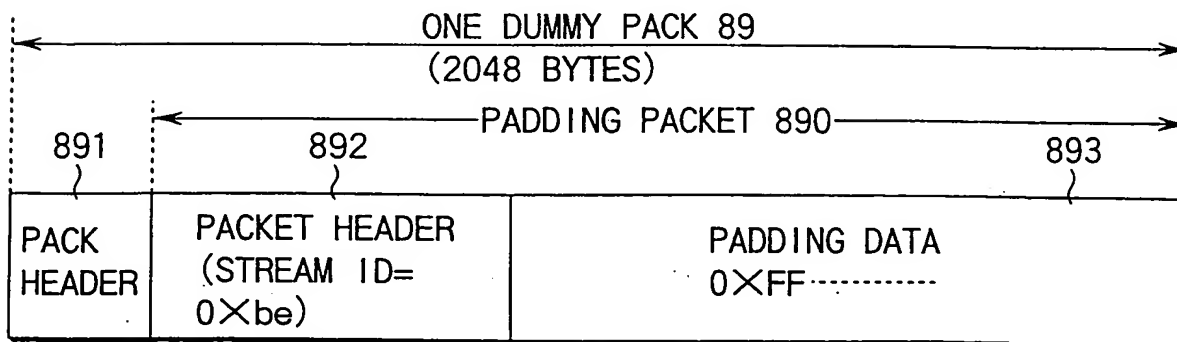 ONE DUMMY PACK 89
(2048 BYTES)
PADDING PACKET 890
891
892
893
PACK
HEADER
PACKET HEADER
(STREAM ID=
0×be)
PADDING DATA
0×FF----------